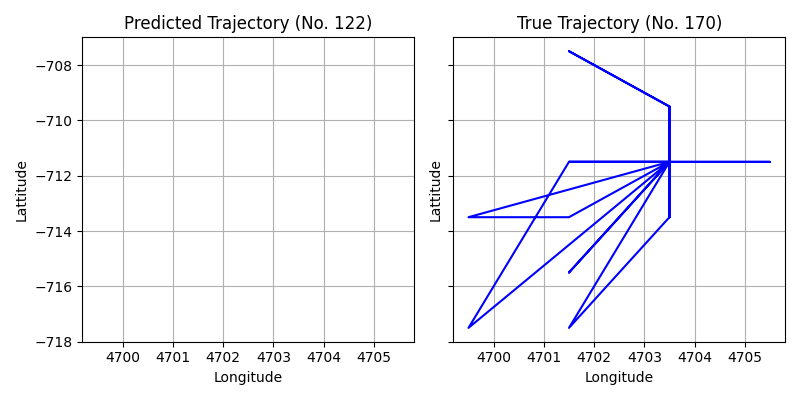 Predicted Trajectory (No. 122)
True Trajectory (No. 170)
−708
−710
−712
−714
−716
−718
Lattitude
Lattitude
4700 4701 4702 4703 4704 4705
4700 4701 4702 4703 4704 4705
Longitude
Longitude